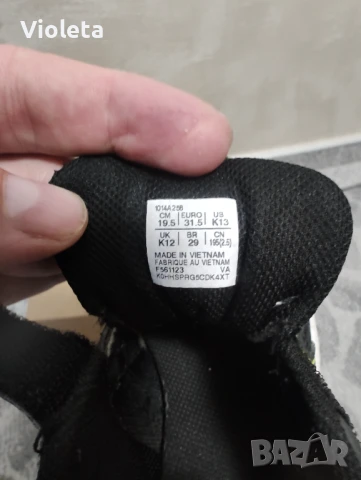 Violeta
1014A258
CM EURO US
19.5 31.5 K13
UK BR CN
K12 29 195(2.5)
MADE IN VIETNAM
FABRIQUE AU VIETNAM
F561123 VA
BAZAR